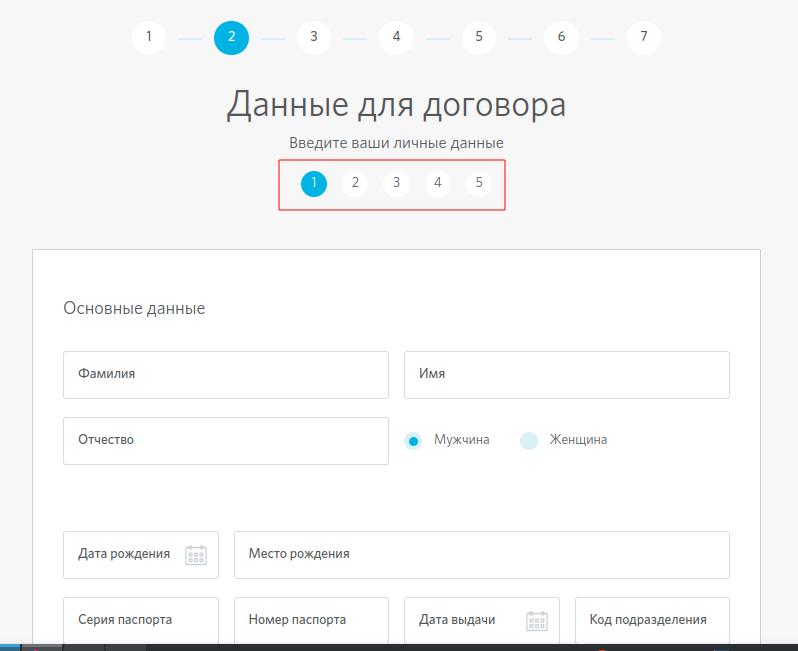 1 2 3 4 5 6 7
Данные для договора
Введите ваши личные данные
1 2 3 4 5
Основные данные
Фамилия Имя
Отчество Мужчина Женщина
Дата рождения Место рождения
Серия паспорта Номер паспорта Дата выдачи Код подразделения